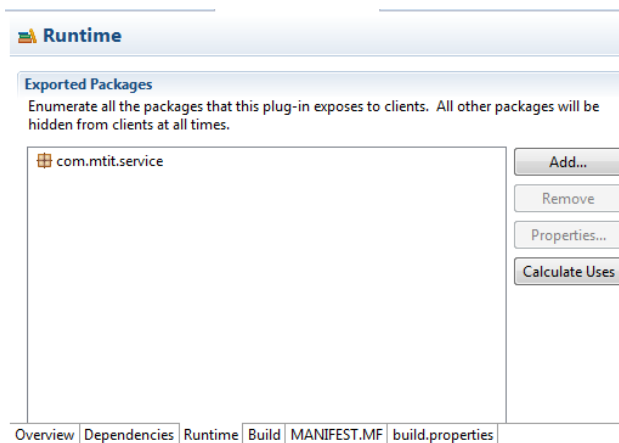 Runtime
Exported Packages
Enumerate all the packages that this plug-in exposes to clients.  All other packages will be
hidden from clients at all times.
com.mtit.service
Add...
Remove
Properties...
Calculate Uses
Overview Dependencies Runtime Build MANIFEST.MF build.properties